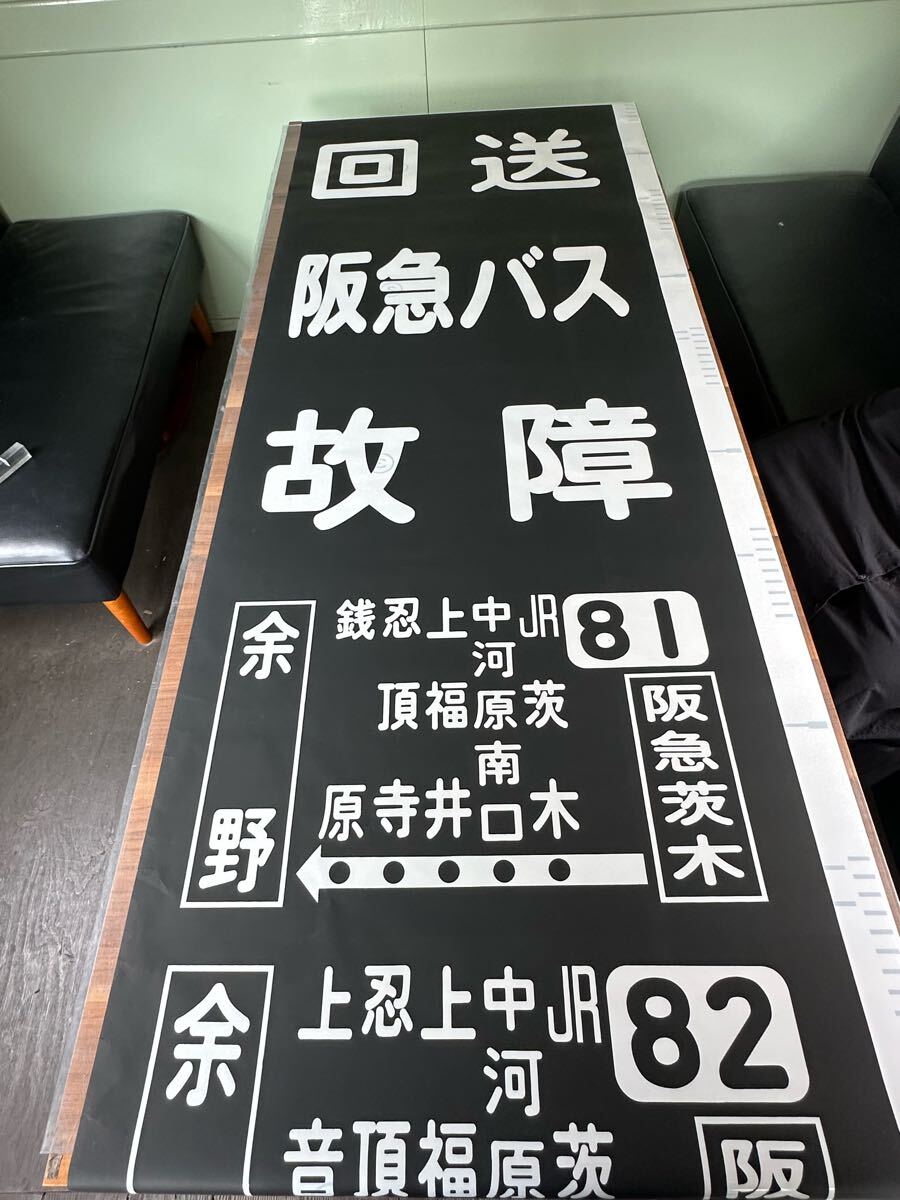 回送
阪急バス
故障
81
阪急茨木
JR茨木
中河原南口
上福井
忍頂寺
銭原
余野
82
阪
JR茨
中河原
上福
忍頂
上音
余